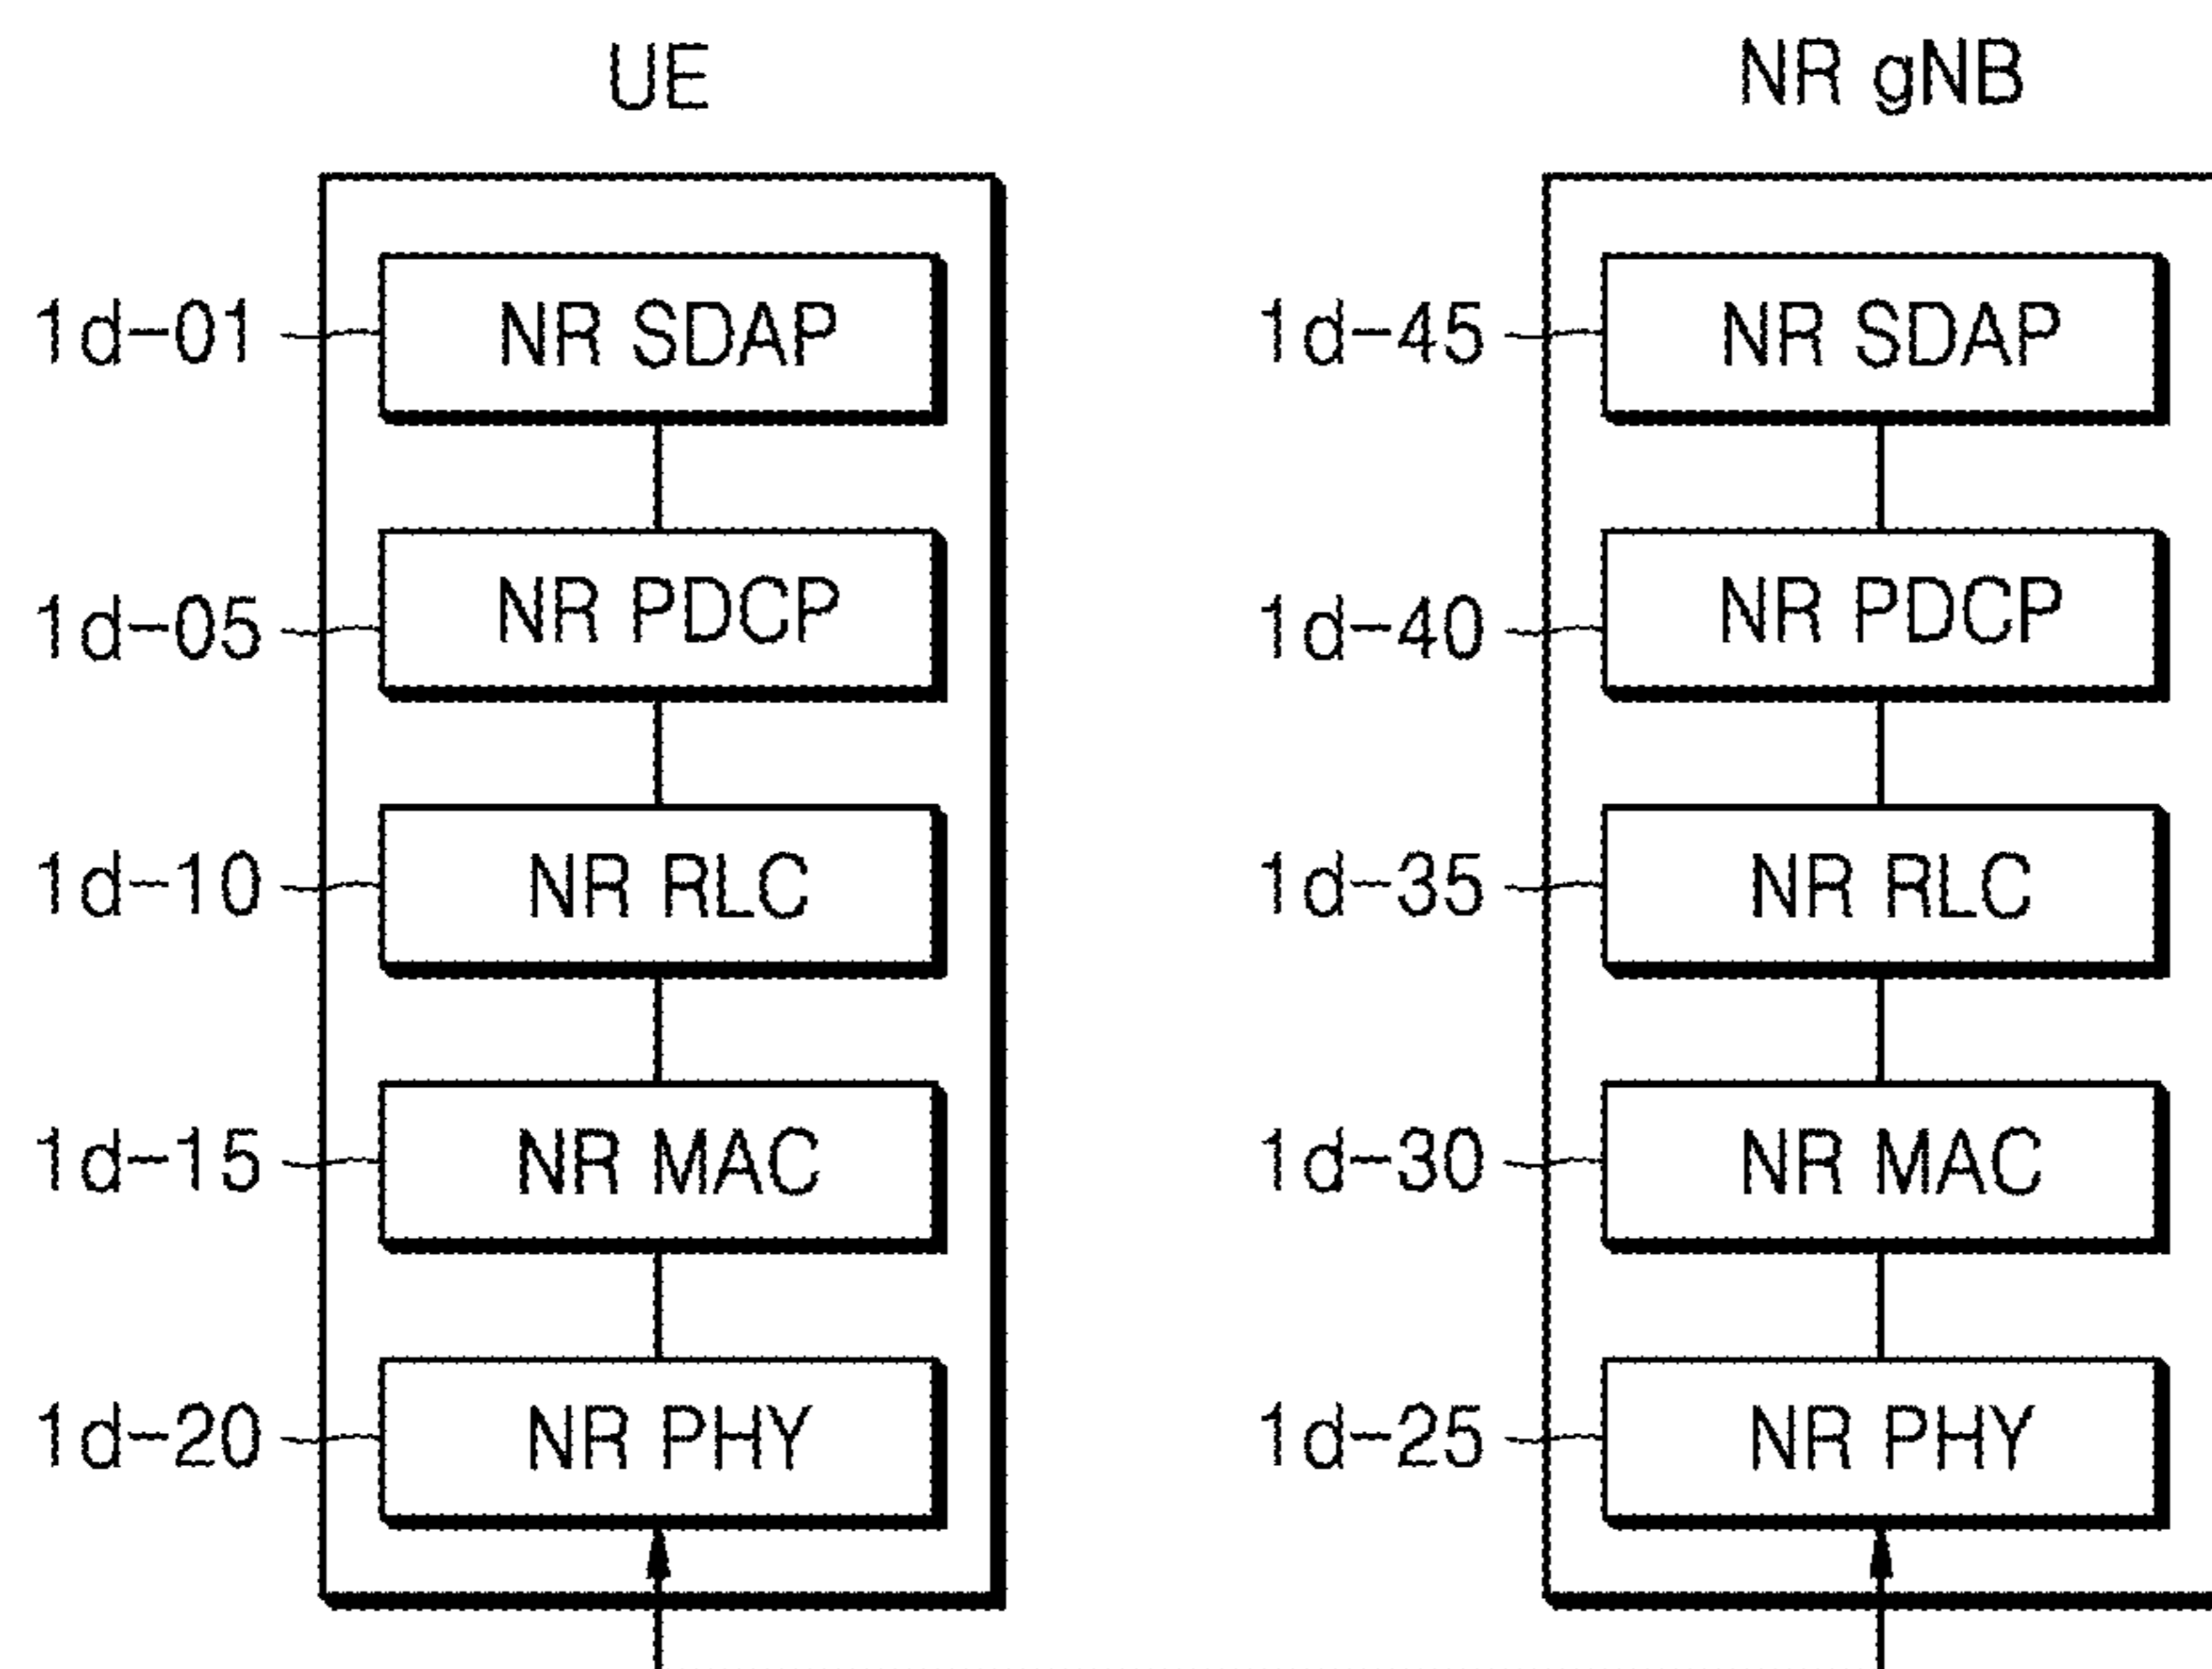 UE
NR gNB
1d-01
NR SDAP
1d-45
NR SDAP
1d-05
NR PDCP
1d-40
NR PDCP
1d-10
NR RLC
1d-35
NR RLC
1d-15
NR MAC
1d-30
NR MAC
1d-20
NR PHY
1d-25
NR PHY